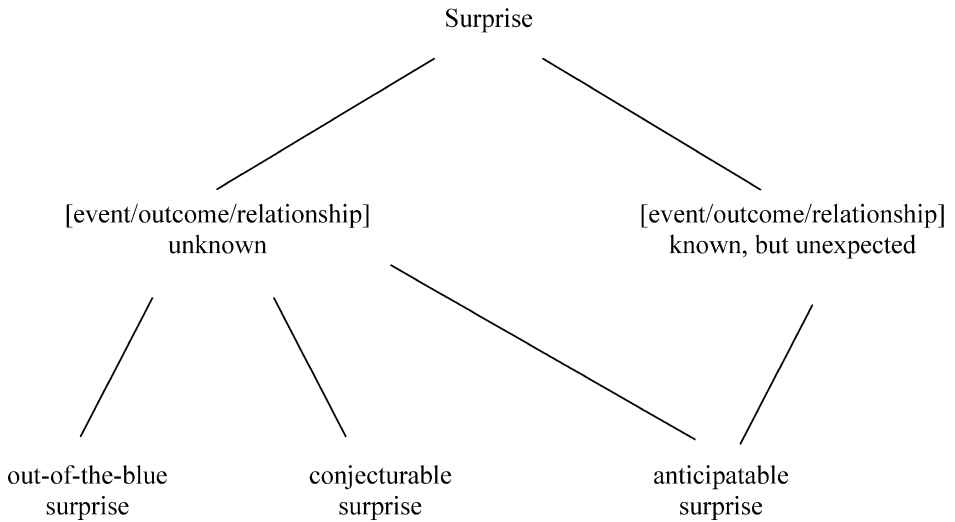 Surprise
[event/outcome/relationship]
unknown
[event/outcome/relationship]
known, but unexpected
out-of-the-blue
surprise
conjecturable
surprise
anticipatable
surprise